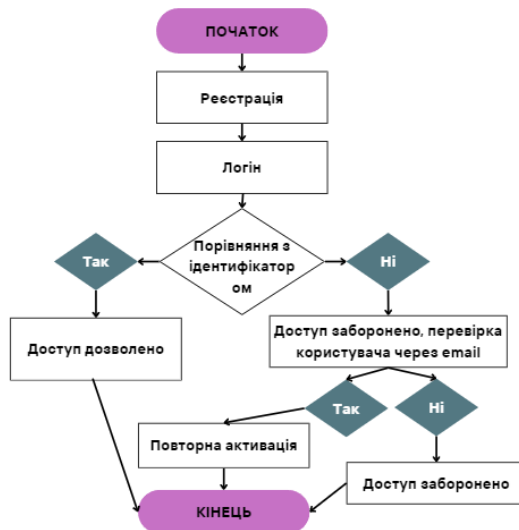 ПОЧАТОК
Реєстрація
Логін
Порівняння з
ідентифікатор
ом
Так
Ні
Доступ дозволено
Доступ заборонено, перевірка
користувача через email
Так
Ні
Повторна активація
Доступ заборонено
КІНЕЦЬ